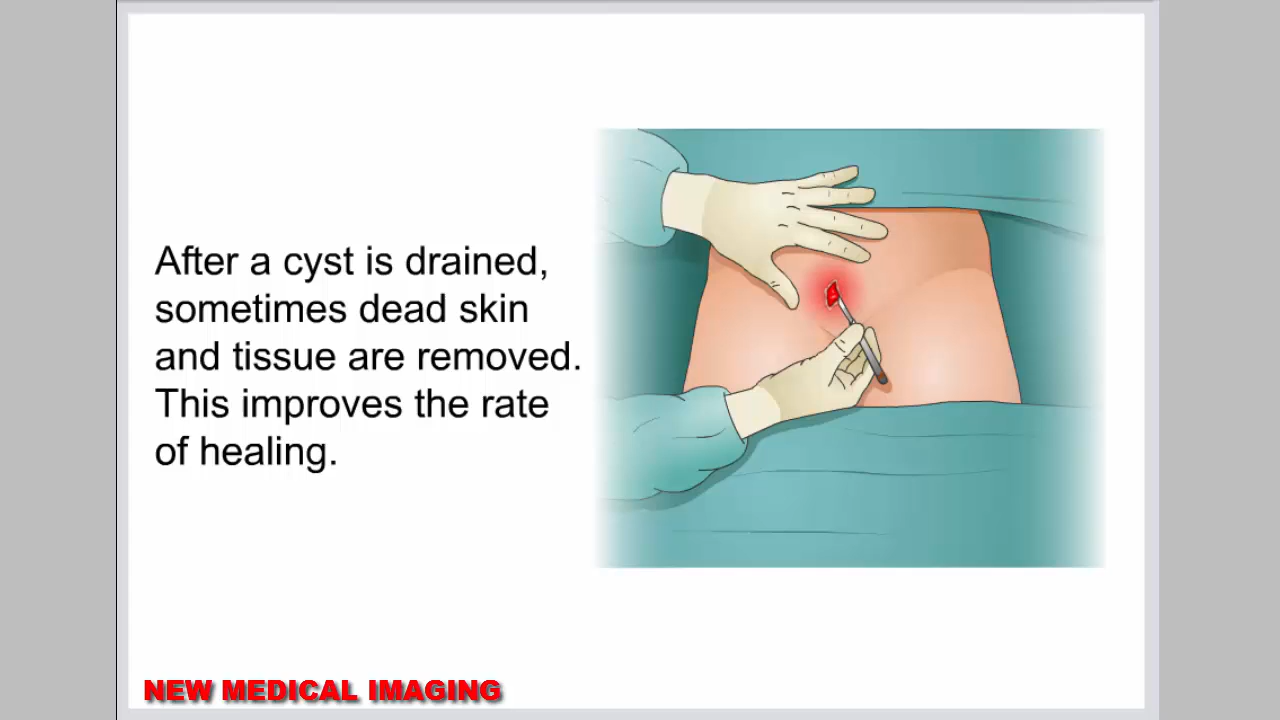 After a cyst is drained,
sometimes dead skin
and tissue are removed.
This improves the rate
of healing.
NEW MEDICAL IMAGING